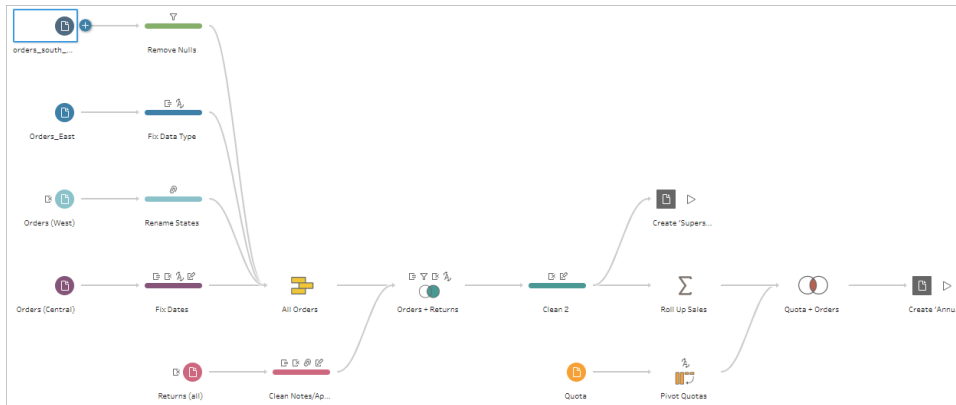 orders_south_...
Remove Nulls
Orders_East
Fix Data Type
Orders (West)
Rename States
Create 'Supers...
Orders (Central)
Fix Dates
All Orders
Orders + Returns
Clean 2
Roll Up Sales
Quota + Orders
Create 'Annu
Returns (all)
Clean Notes/Ap...
Quota
Pivot Quotas